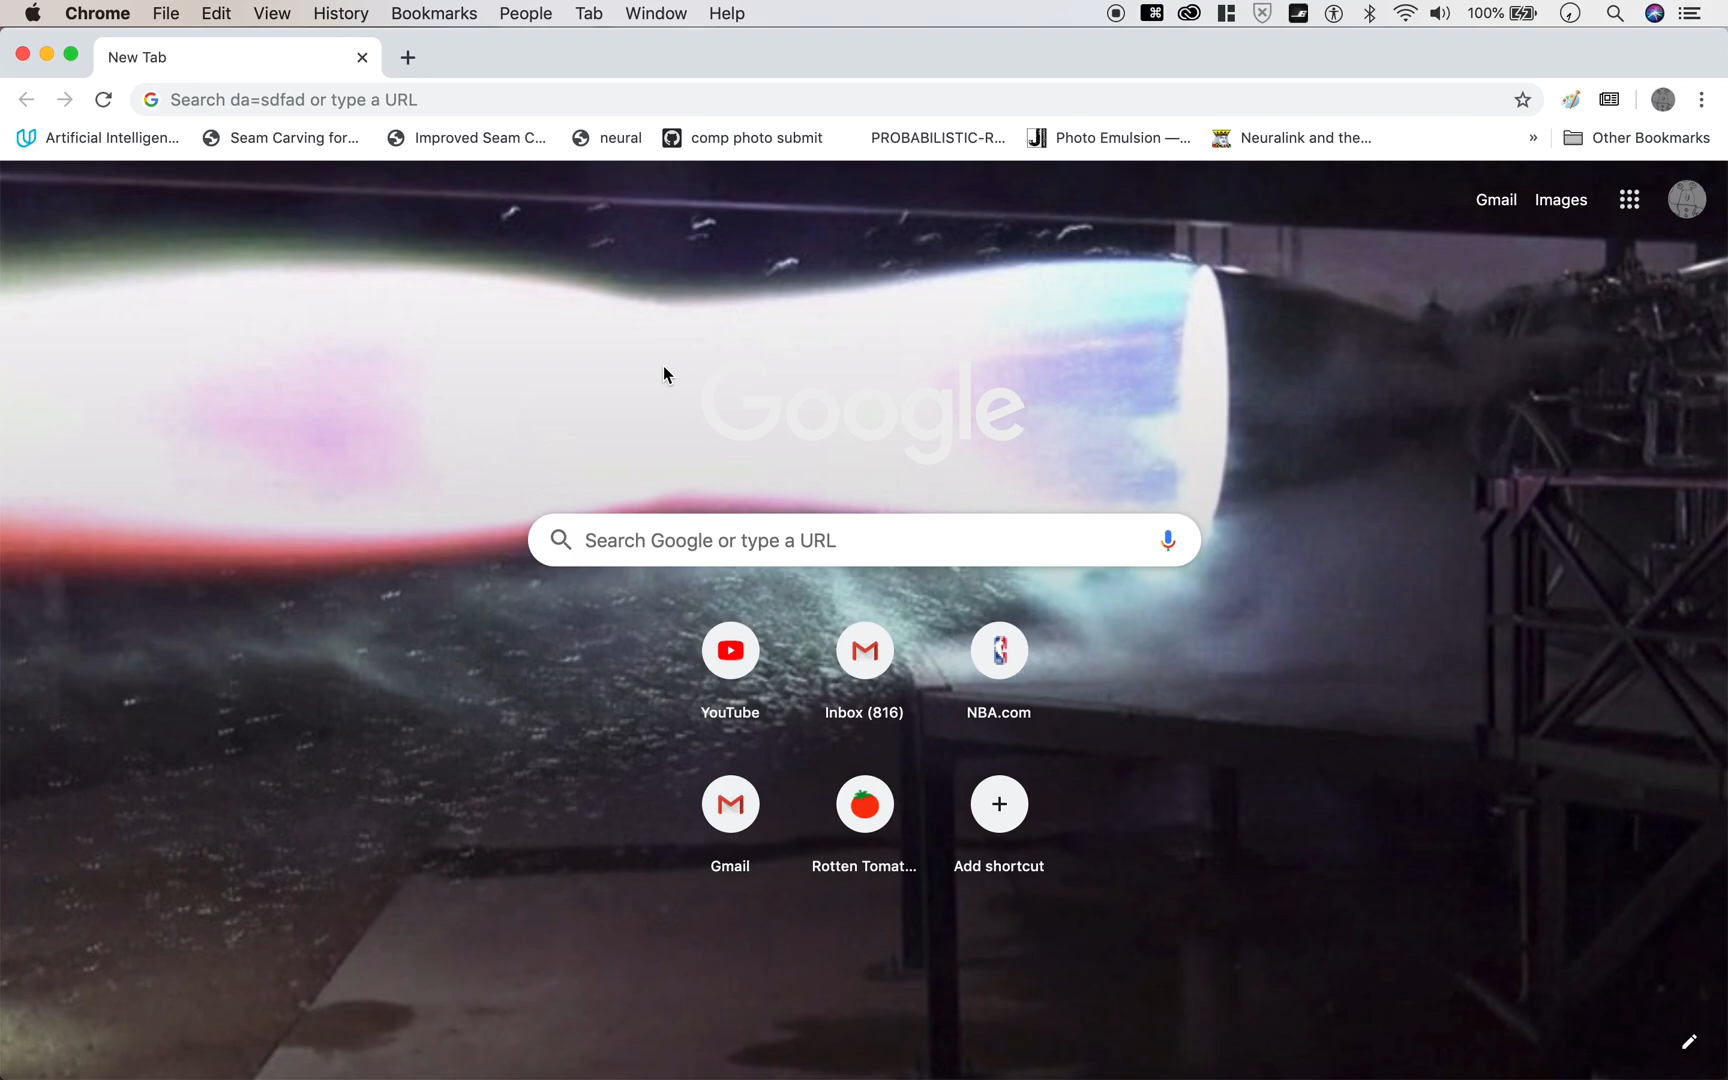 Chrome File Edit View History Bookmarks People Tab Window Help 100%
New Tab
Search da=sdfad or type a URL
Artificial Intelligen... Seam Carving for... Improved Seam C... neural comp photo submit PROBABILISTIC-R... Photo Emulsion —... Neuralink and the... » Other Bookmarks
Gmail Images
Google
Search Google or type a URL
YouTube Inbox (816) NBA.com
Gmail Rotten Tomat... Add shortcut